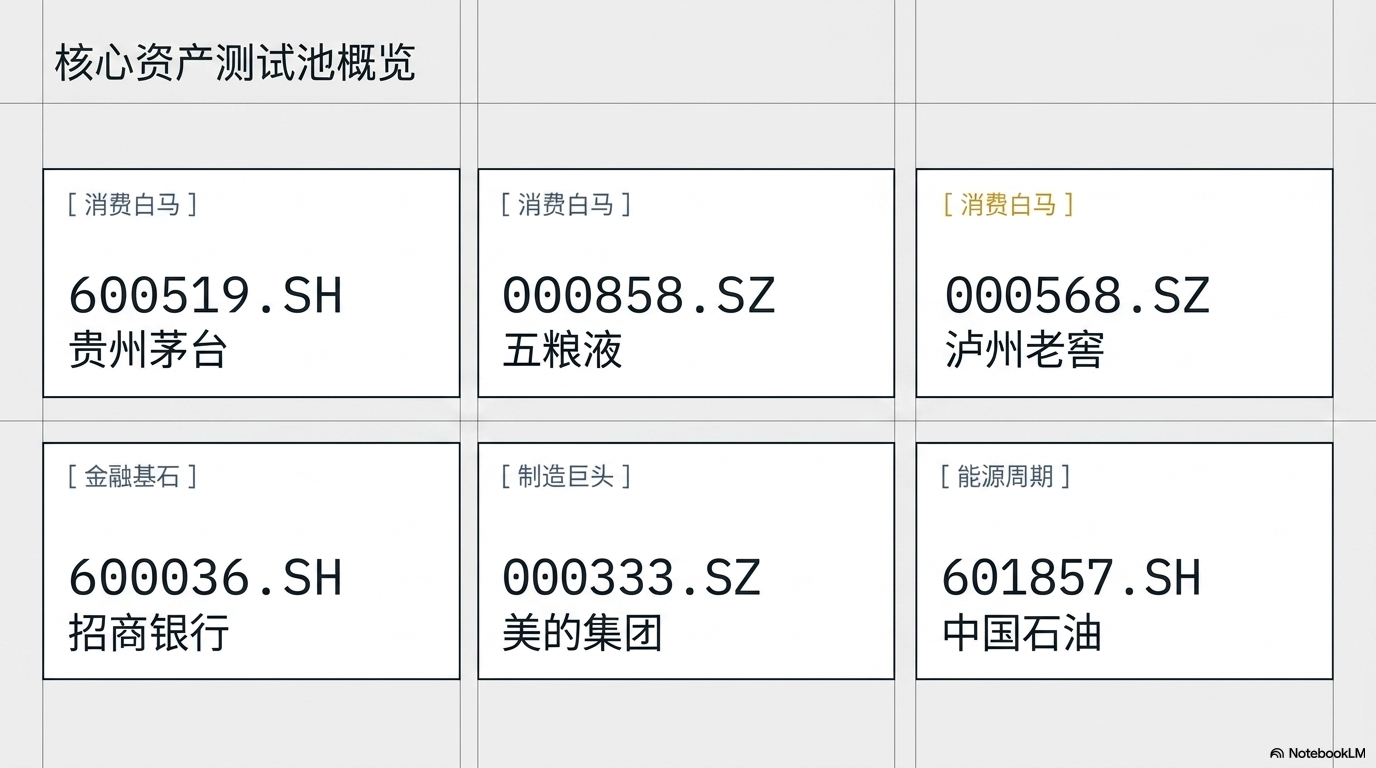 核心资产测试池概览
[ 消费白马 ]
600519.SH
贵州茅台
[ 消费白马 ]
000858.SZ
五粮液
[ 消费白马 ]
000568.SZ
泸州老窖
[ 金融基石 ]
600036.SH
招商银行
[ 制造巨头 ]
000333.SZ
美的集团
[ 能源周期 ]
601857.SH
中国石油
NotebookLM